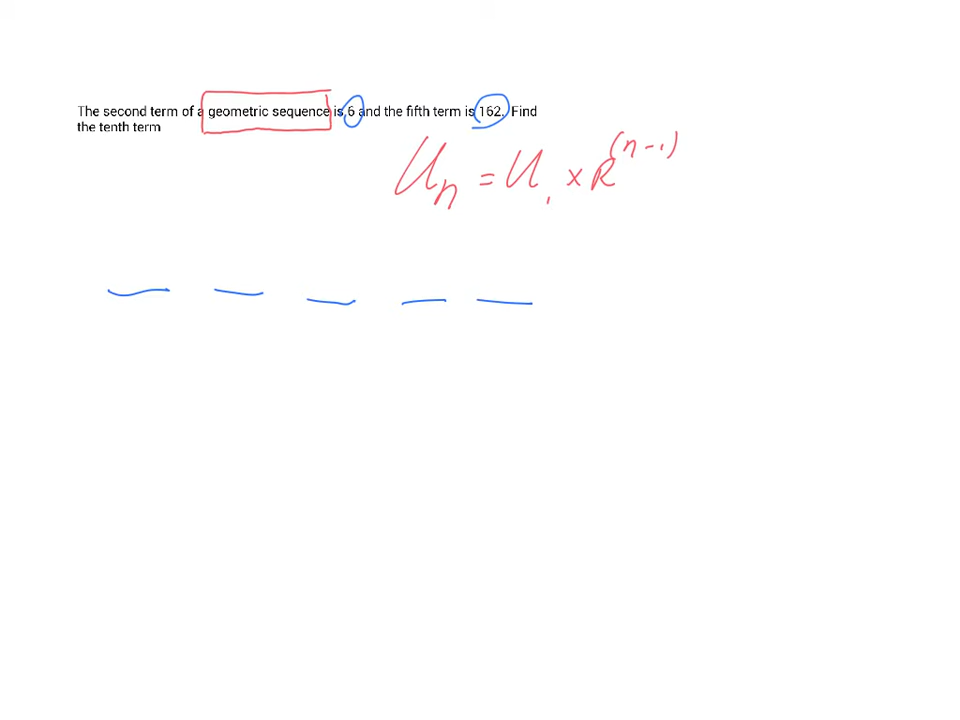 The second term of a geometric sequence is 6 and the fifth term is 162. Find
the tenth term
Un = U1 × R^(n-1)